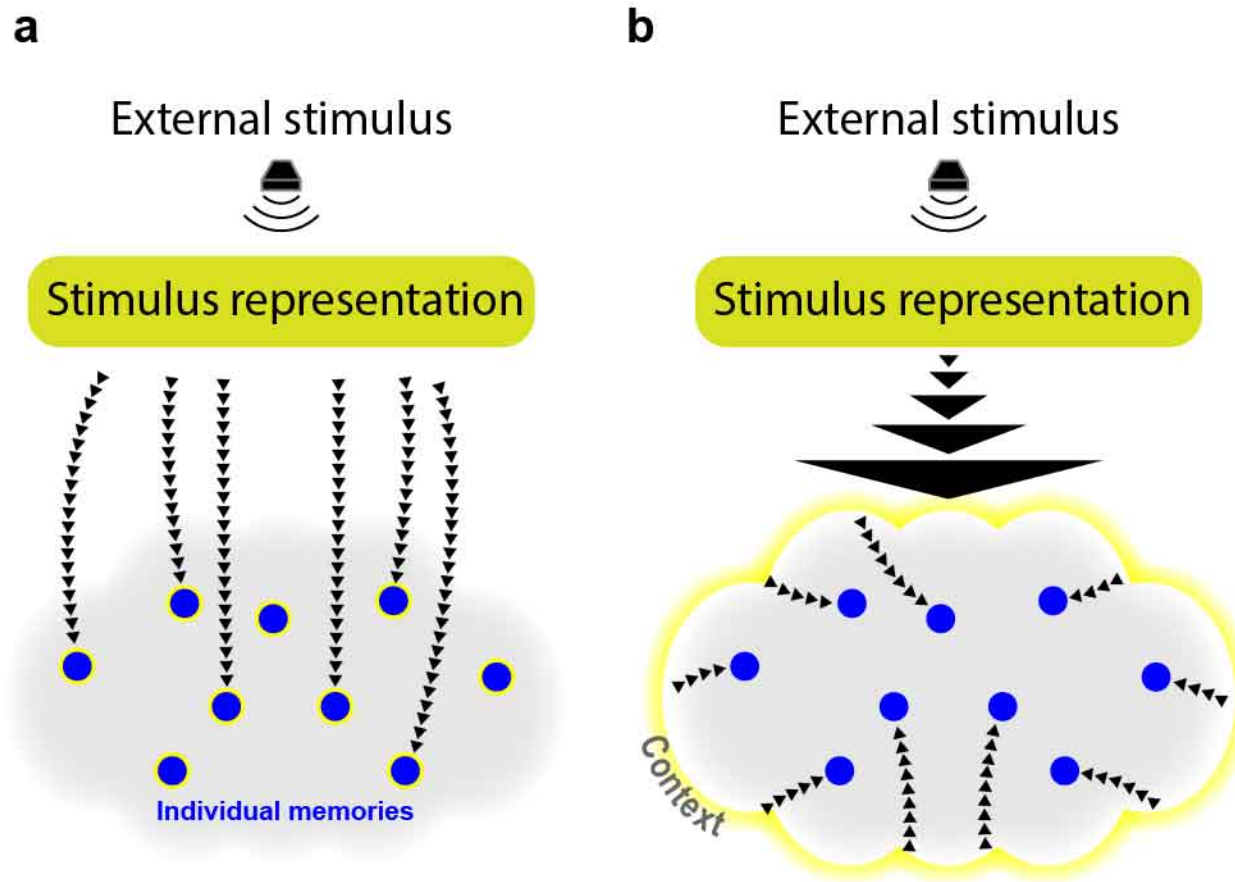 a
External stimulus
Stimulus representation
Individual memories
b
External stimulus
Stimulus representation
Context